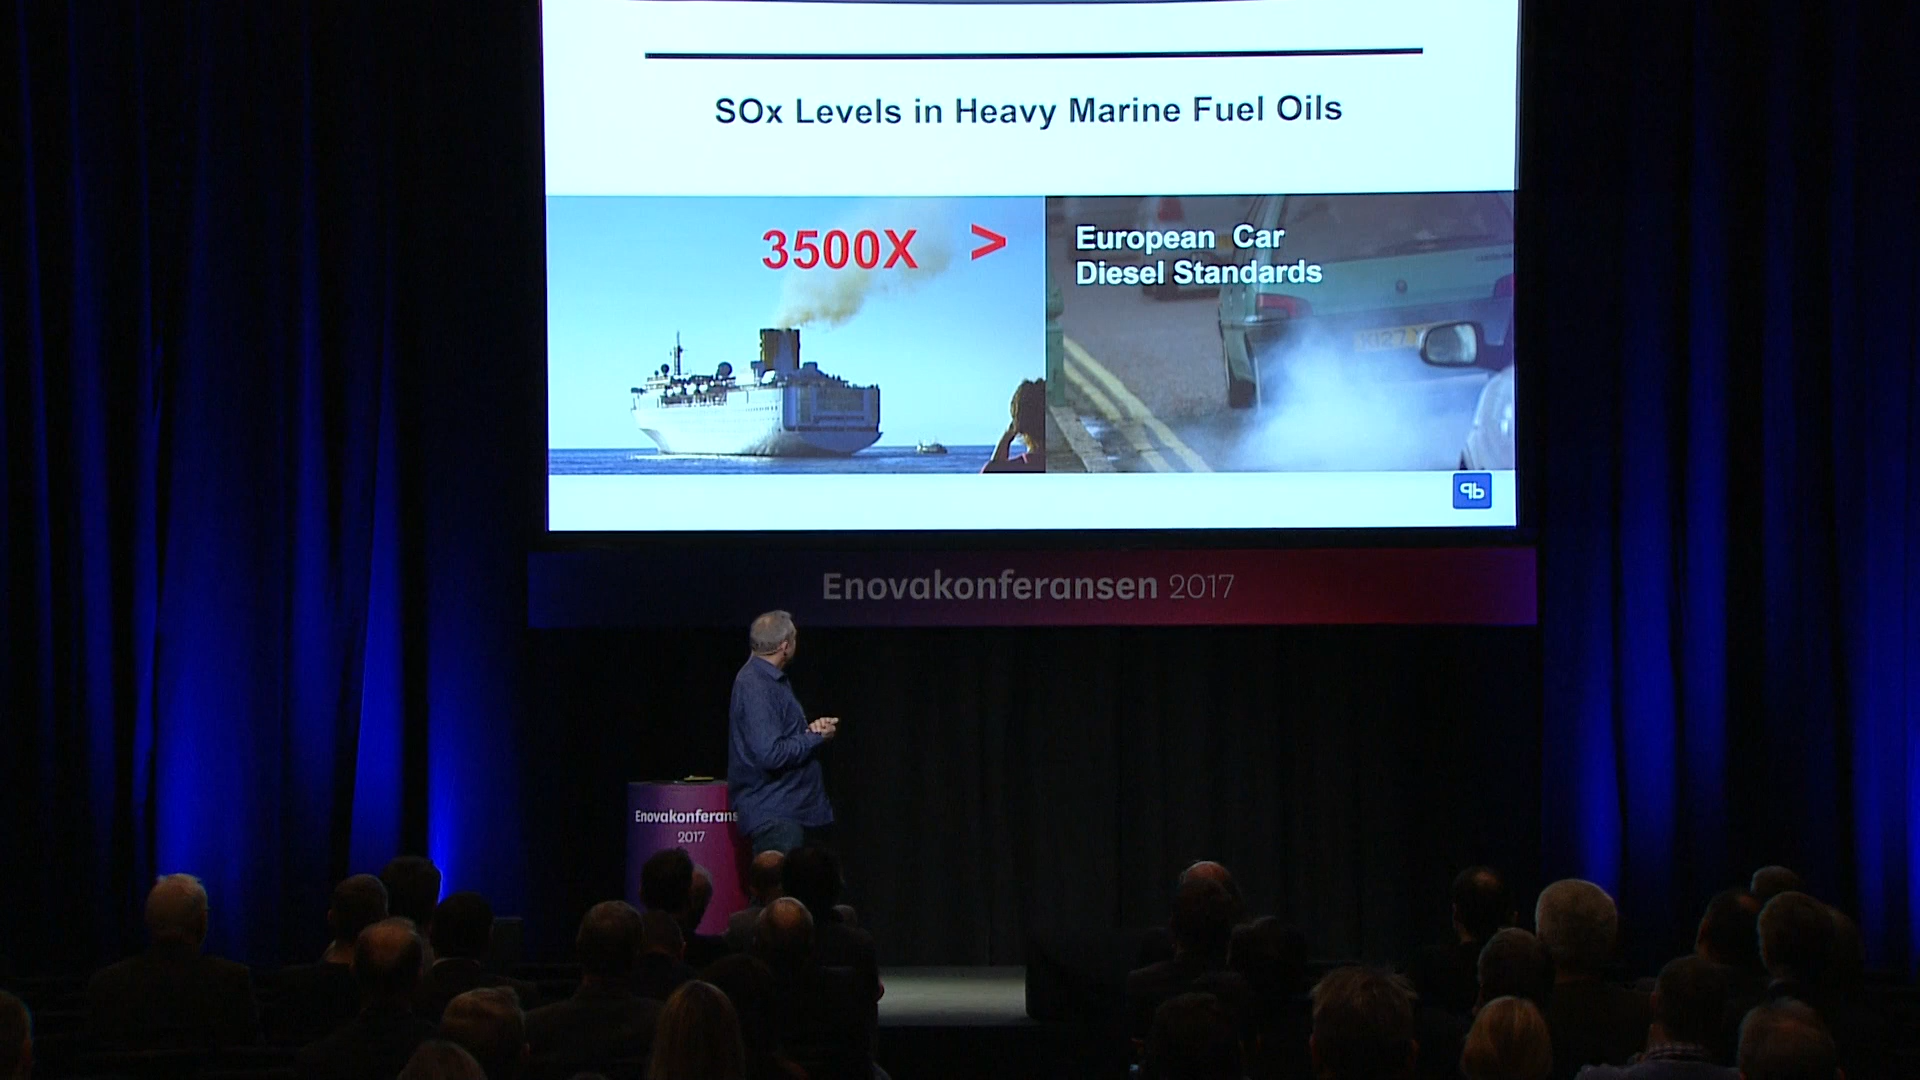 SOx Levels in Heavy Marine Fuel Oils
3500X >
European Car
Diesel Standards
Enovakonferansen 2017
Enovakonferans
2017